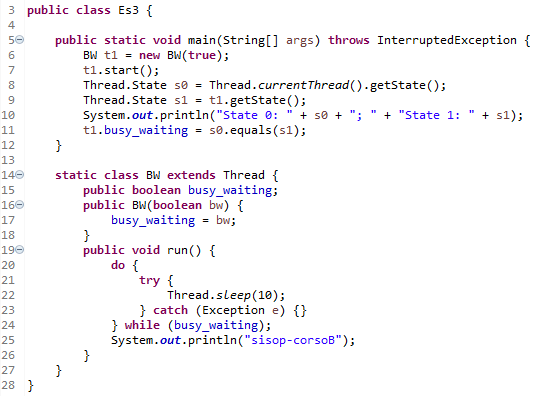 3 public class Es3 {
4
5 public static void main(String[] args) throws InterruptedException {
6 BW t1 = new BW(true);
7 t1.start();
8 Thread.State s0 = Thread.currentThread().getState();
9 Thread.State s1 = t1.getState();
10 System.out.println("State 0: " + s0 + "; " + "State 1: " + s1);
11 t1.busy_waiting = s0.equals(s1);
12 }
13
14 static class BW extends Thread {
15 public boolean busy_waiting;
16 public BW(boolean bw) {
17 busy_waiting = bw;
18 }
19 public void run() {
20 do {
21 try {
22 Thread.sleep(10);
23 } catch (Exception e) {}
24 } while (busy_waiting);
25 System.out.println("sisop-corsoB");
26 }
27 }
28 }